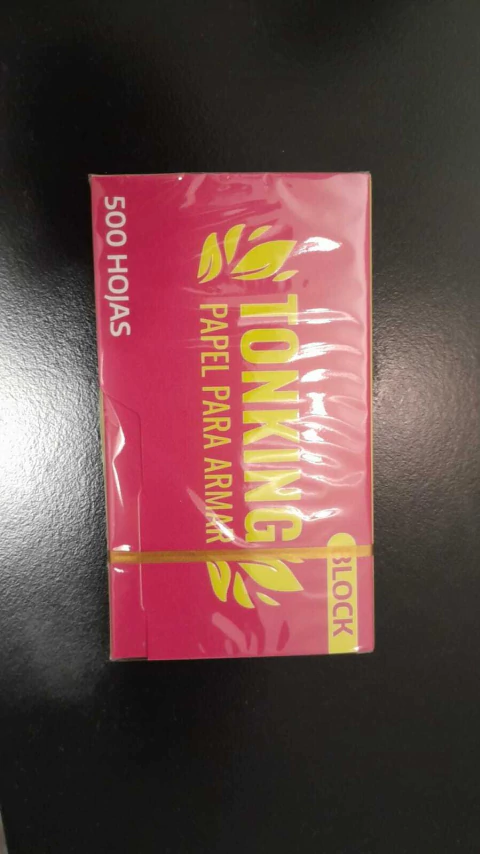 BLOCK
TONKING
PAPEL PARA ARMAR
500 HOJAS